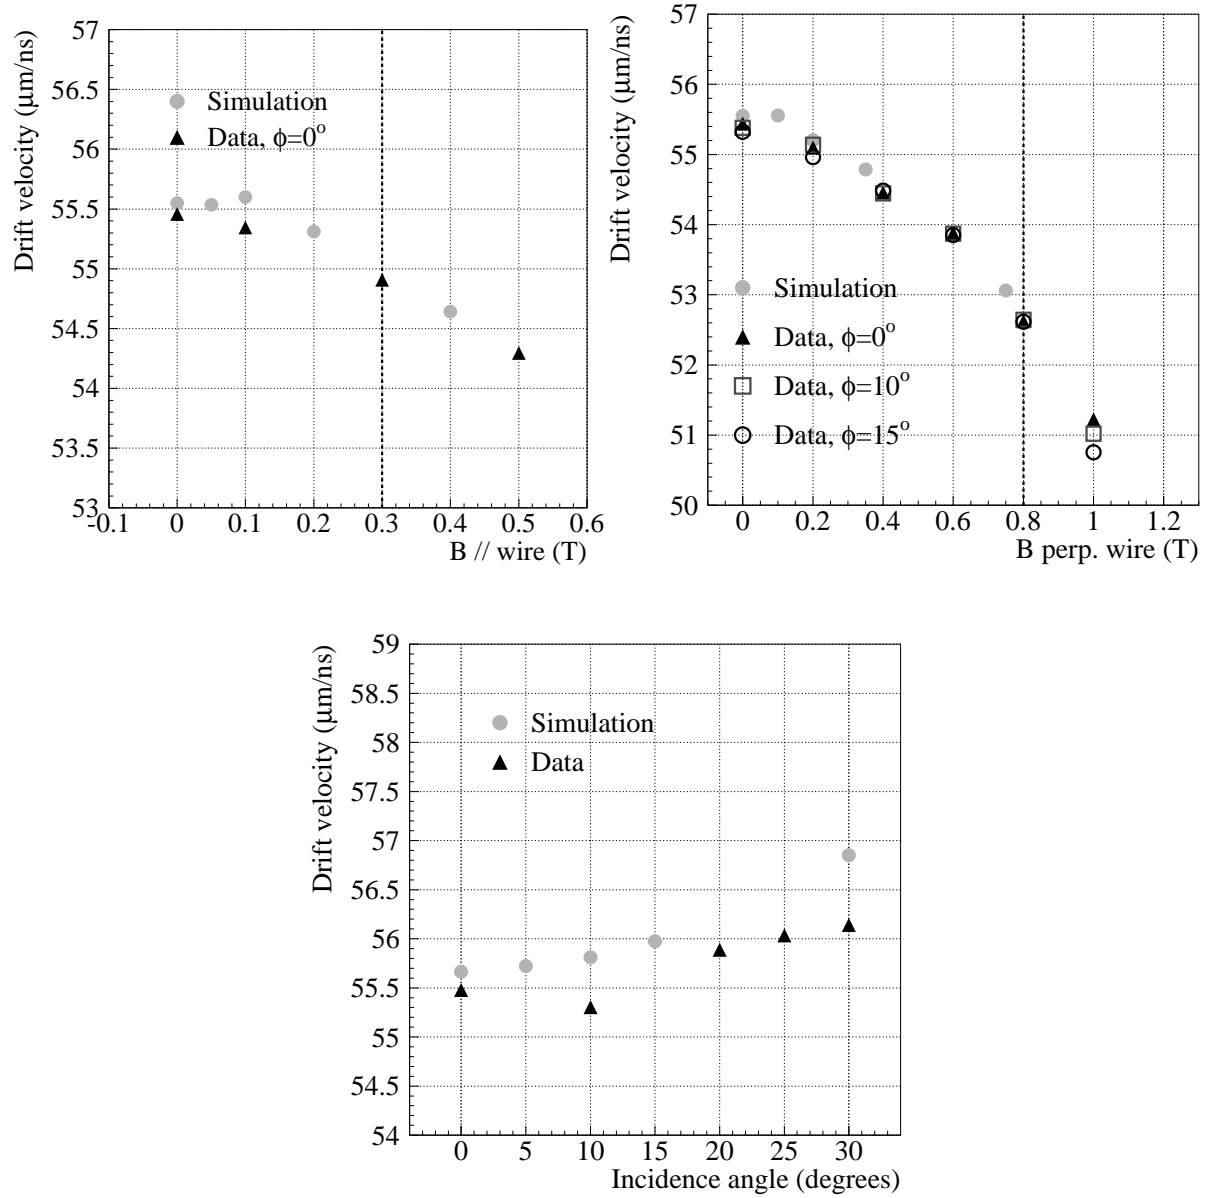 Drift velocity (μm/ns)
57
56.5
56
55.5
55
54.5
54
53.5
53
Simulation
Data, ϕ=0°
-0.1 0 0.1 0.2 0.3 0.4 0.5 0.6
B // wire (T)
Drift velocity (μm/ns)
57
56
55
54
53
52
51
50
Simulation
Data, ϕ=0°
Data, ϕ=10°
Data, ϕ=15°
0 0.2 0.4 0.6 0.8 1 1.2
B perp. wire (T)
Drift velocity (μm/ns)
59
58.5
58
57.5
57
56.5
56
55.5
55
54.5
54
Simulation
Data
0 5 10 15 20 25 30
Incidence angle (degrees)